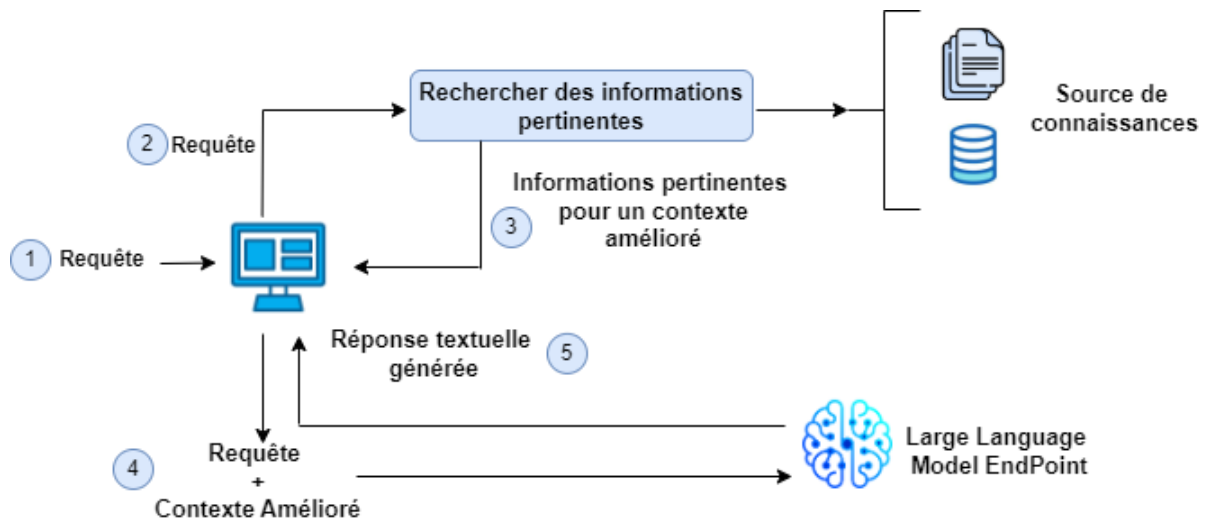 Rechercher des informations
pertinentes
Source de
connaissances
2 Requête
Informations pertinentes
pour un contexte
amélioré
3
1 Requête
Réponse textuelle
générée
5
Requête
+
Contexte Amélioré
4
Large Language
Model EndPoint